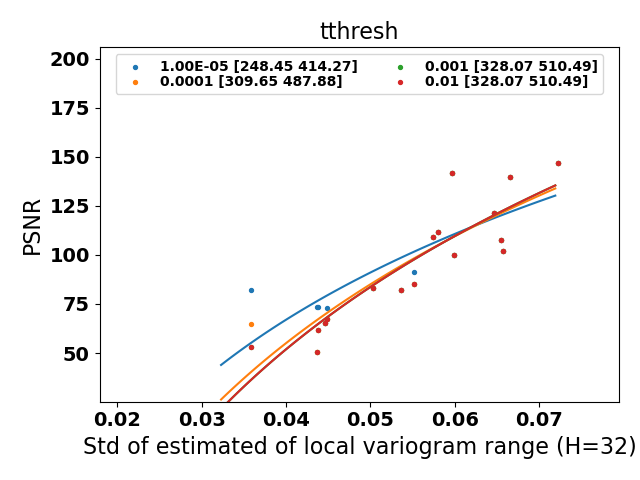 tthresh
1.00E-05 [248.45 414.27]
0.0001 [309.65 487.88]
0.001 [328.07 510.49]
0.01 [328.07 510.49]
200
175
150
125
100
75
50
PSNR
0.02 0.03 0.04 0.05 0.06 0.07
Std of estimated of local variogram range (H=32)